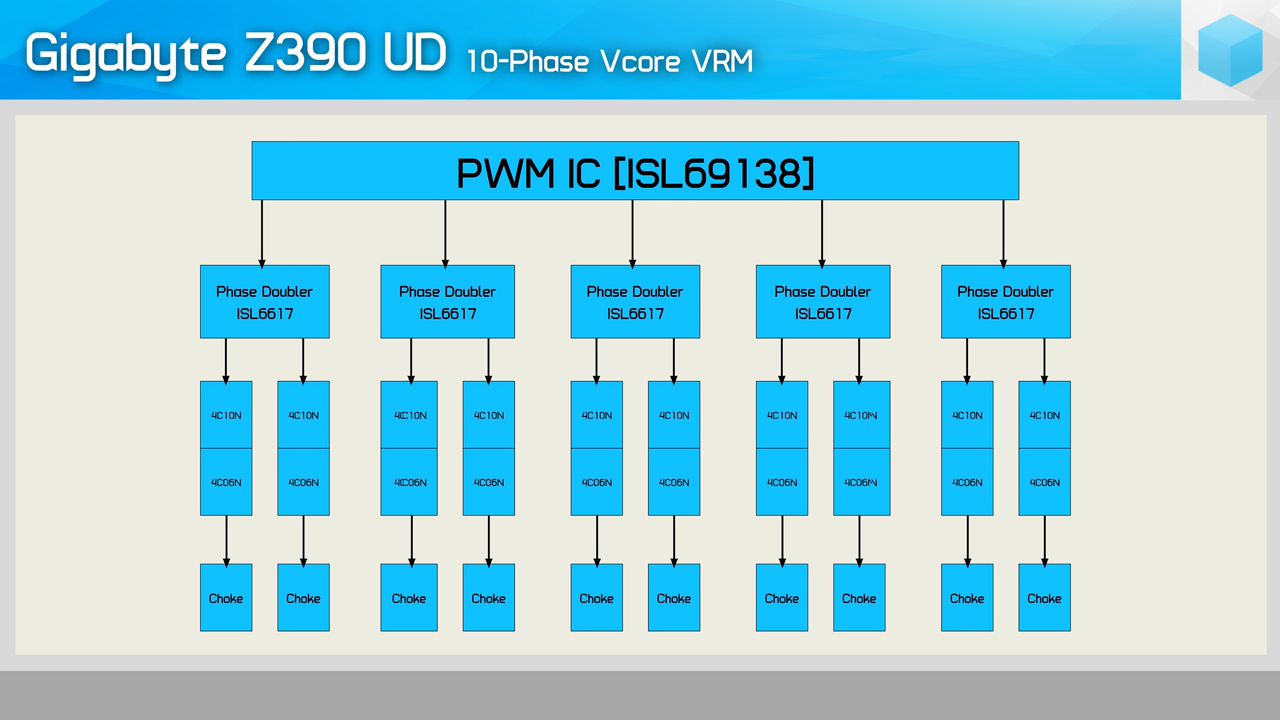 Gigabyte Z390 UD 10-Phase Vcore VRM
PWM IC [ISL69138]
Phase Doubler
ISL6617
Phase Doubler
ISL6617
Phase Doubler
ISL6617
Phase Doubler
ISL6617
Phase Doubler
ISL6617
4C10N 4C10N 4C10N 4C10N 4C10N 4C10N 4C10N 4C10N 4C10N 4C10N
4C06N 4C06N 4C06N 4C06N 4C06N 4C06N 4C06N 4C06N 4C06N 4C06N
Choke Choke Choke Choke Choke Choke Choke Choke Choke Choke